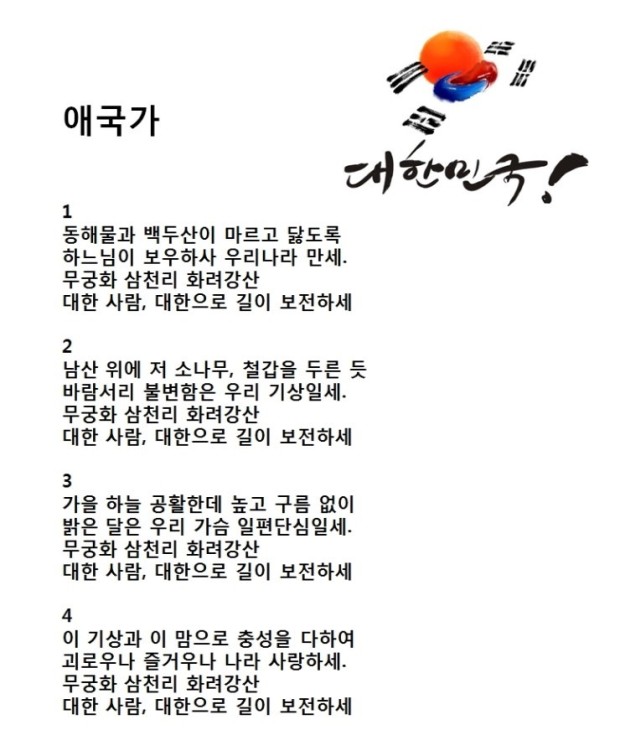 애국가
대한민국!
1
동해물과 백두산이 마르고 닳도록
하느님이 보우하사 우리나라 만세.
무궁화 삼천리 화려강산
대한 사람, 대한으로 길이 보전하세
2
남산 위에 저 소나무, 철갑을 두른 듯
바람서리 불변함은 우리 기상일세.
무궁화 삼천리 화려강산
대한 사람, 대한으로 길이 보전하세
3
가을 하늘 공활한데 높고 구름 없이
밝은 달은 우리 가슴 일편단심일세.
무궁화 삼천리 화려강산
대한 사람, 대한으로 길이 보전하세
4
이 기상과 이 맘으로 충성을 다하여
괴로우나 즐거우나 나라 사랑하세.
무궁화 삼천리 화려강산
대한 사람, 대한으로 길이 보전하세